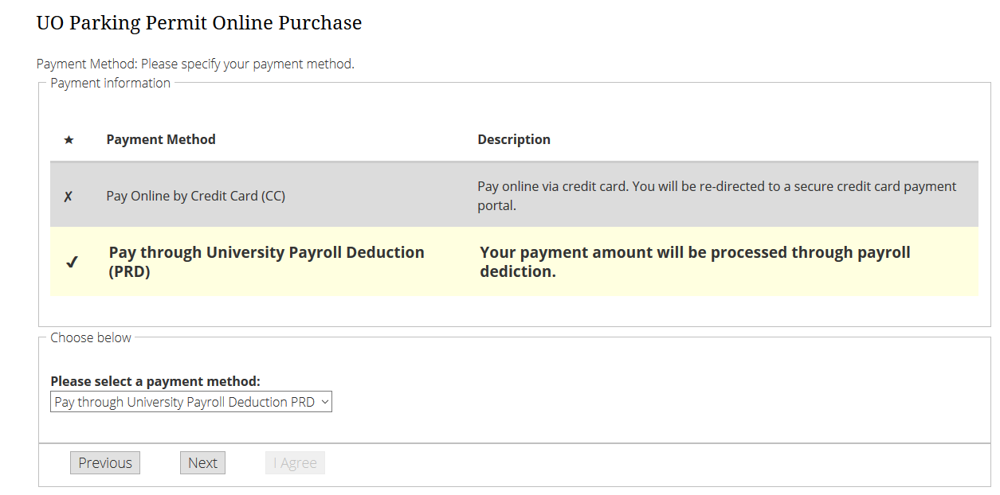 UO Parking Permit Online Purchase
Payment Method: Please specify your payment method.
Payment information
★ Payment Method Description
✗ Pay Online by Credit Card (CC) Pay online via credit card. You will be re-directed to a secure credit card payment
portal.
✔ Pay through University Payroll Deduction Your payment amount will be processed through payroll
(PRD) dediction.
Choose below
Please select a payment method:
Pay through University Payroll Deduction PRD
Previous Next I Agree